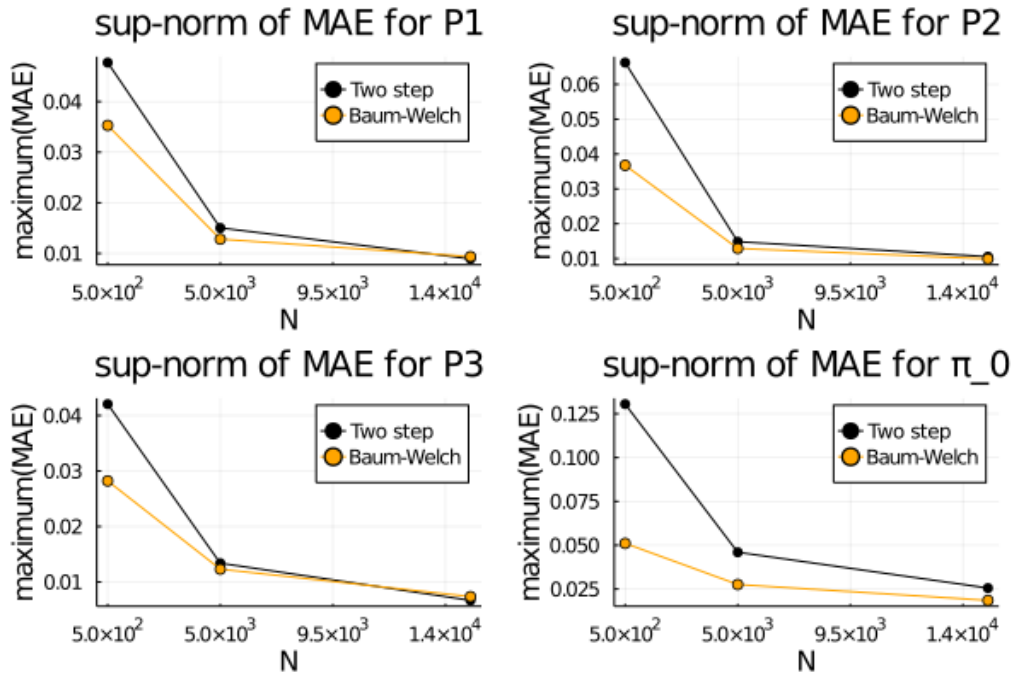 sup-norm of MAE for P1
maximum(MAE)
0.04
0.03
0.02
0.01
Two step
Baum-Welch
5.0×10² 5.0×10³ 9.5×10³ 1.4×10⁴
N
sup-norm of MAE for P2
maximum(MAE)
0.06
0.05
0.04
0.03
0.02
0.01
Two step
Baum-Welch
5.0×10² 5.0×10³ 9.5×10³ 1.4×10⁴
N
sup-norm of MAE for P3
maximum(MAE)
0.04
0.03
0.02
0.01
Two step
Baum-Welch
5.0×10² 5.0×10³ 9.5×10³ 1.4×10⁴
N
sup-norm of MAE for π_0
maximum(MAE)
0.125
0.100
0.075
0.050
0.025
Two step
Baum-Welch
5.0×10² 5.0×10³ 9.5×10³ 1.4×10⁴
N